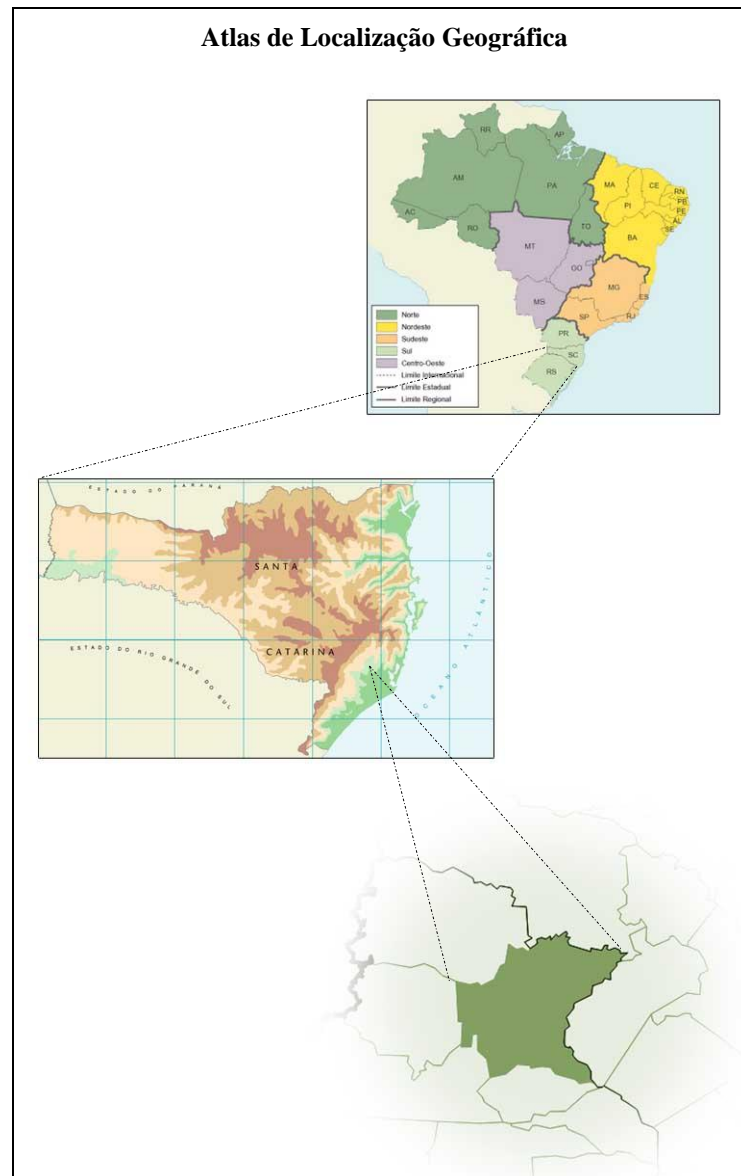 Atlas de Localização Geográfica
RR
AP
AM
PA
MA
CE
RN
PB
PE
AL
SE
PI
AC
RO
TO
BA
MT
GO
MG
ES
MS
SP
RJ
PR
SC
RS
Norte
Nordeste
Sudeste
Sul
Centro-Oeste
Limite Internacional
Limite Estadual
Limite Regional
ESTADO DO PARANÁ
SANTA
CATARINA
ESTADO DO RIO GRANDE DO SUL
OCEANO ATLÂNTICO